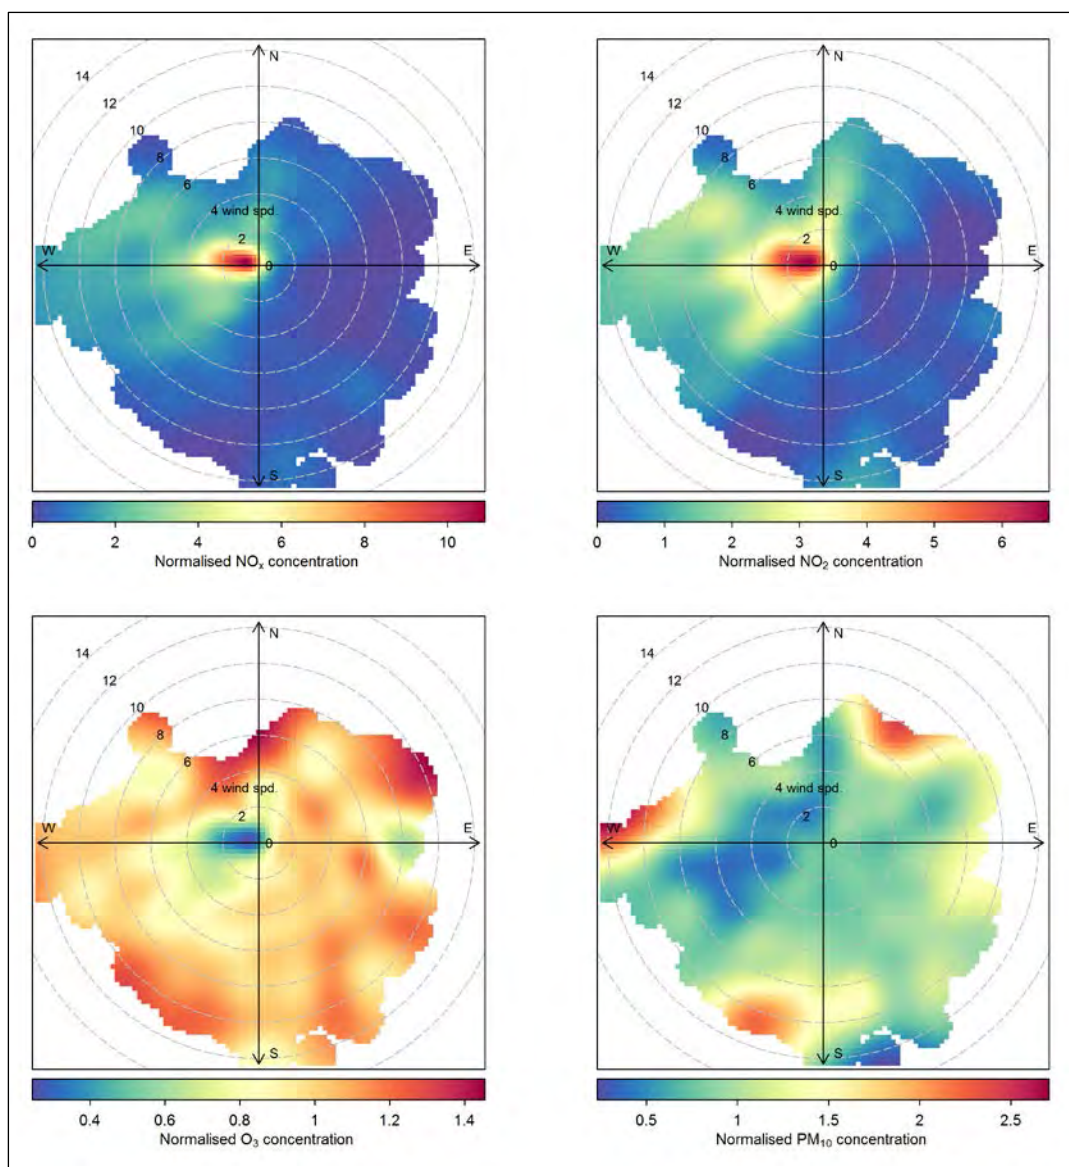 N
14
12
10
8
6
4 wind spd.
2
W
0
E
S
0 2 4 6 8 10
Normalised NOx concentration
N
14
12
10
8
6
4 wind spd.
2
W
0
E
S
0 1 2 3 4 5 6
Normalised NO2 concentration
N
14
12
10
8
6
4 wind spd.
2
W
0
E
S
0.4 0.6 0.8 1 1.2 1.4
Normalised O3 concentration
N
14
12
10
8
6
4 wind spd.
2
W
0
E
S
0.5 1 1.5 2 2.5
Normalised PM10 concentration